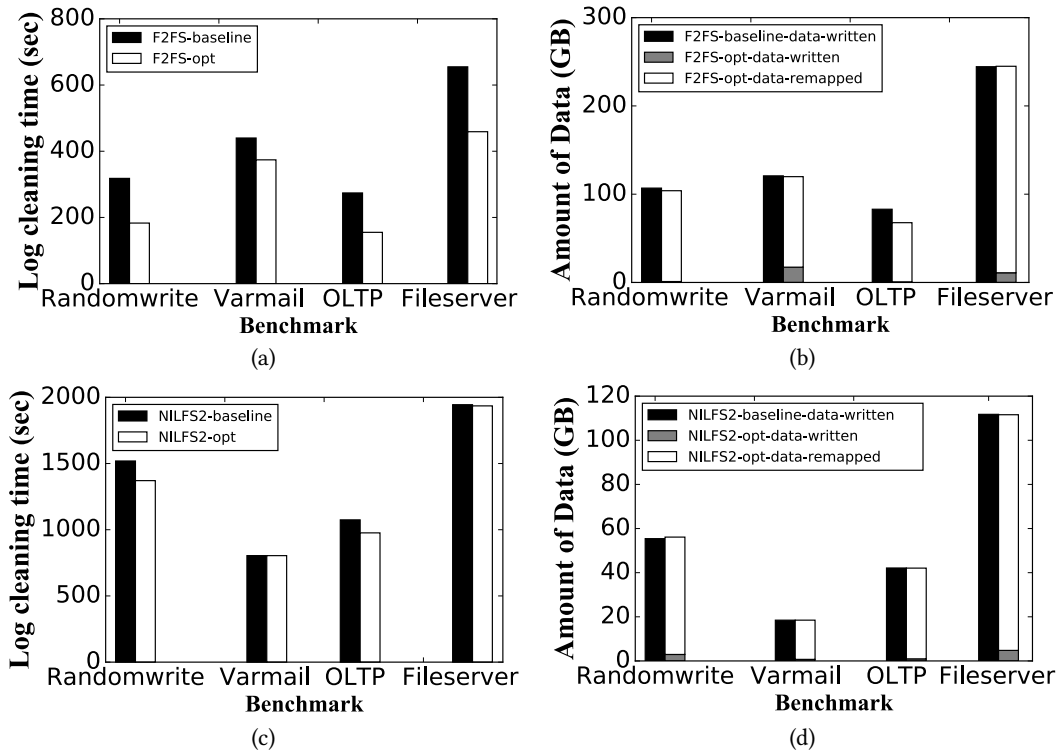 Log cleaning time (sec)
800
600
400
200
0
F2FS-baseline
F2FS-opt
Randomwrite Varmail OLTP Fileserver
Benchmark
(a)
Amount of Data (GB)
300
200
100
0
F2FS-baseline-data-written
F2FS-opt-data-written
F2FS-opt-data-remapped
Randomwrite Varmail OLTP Fileserver
Benchmark
(b)
Log cleaning time (sec)
2000
1500
1000
500
0
NILFS2-baseline
NILFS2-opt
Randomwrite Varmail OLTP Fileserver
Benchmark
(c)
Amount of Data (GB)
120
100
80
60
40
20
0
NILFS2-baseline-data-written
NILFS2-opt-data-written
NILFS2-opt-data-remapped
Randomwrite Varmail OLTP Fileserver
Benchmark
(d)